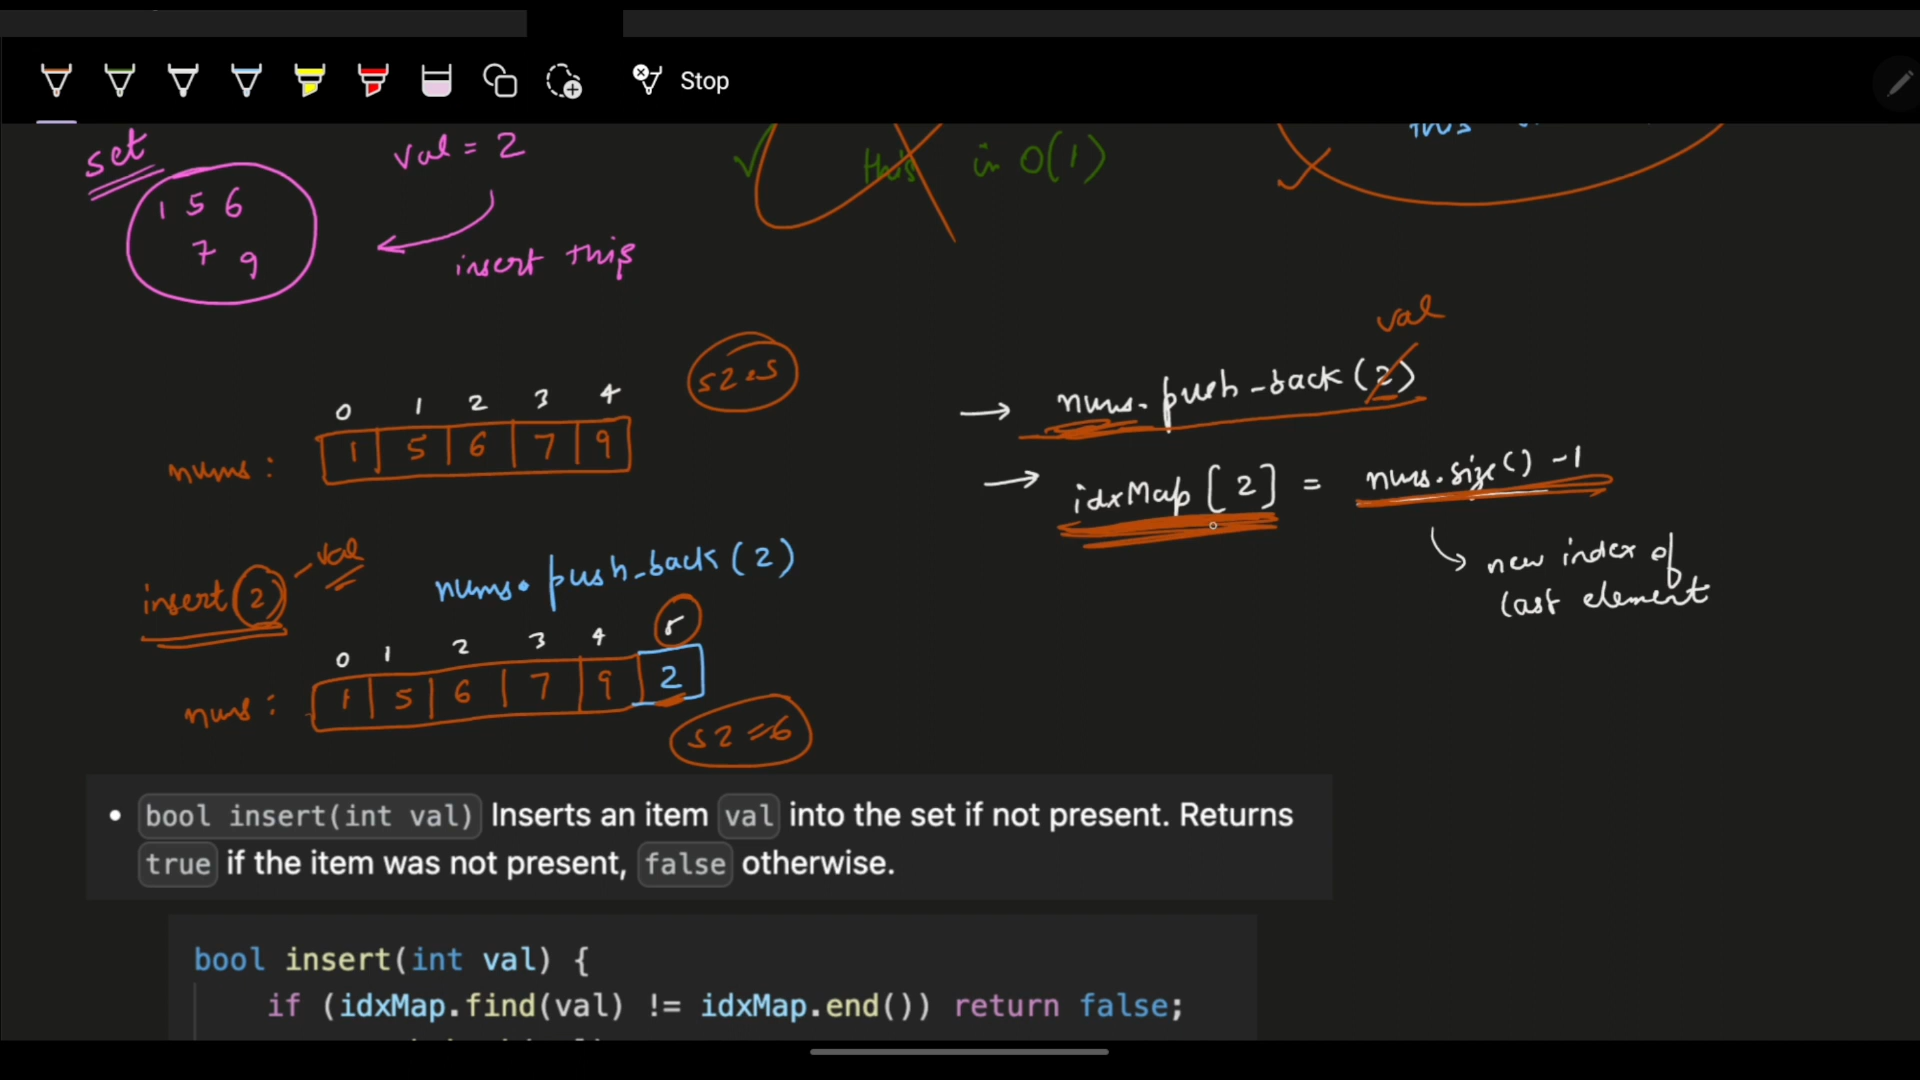 Stop
set
val = 2
1 5 6
7 9
insert this
this in O(1)
this
val
nums.push-back(2)
idxMap[2] = nums.size() -1
new index of
last element
0 1 2 3 4
nums: 1 5 6 7 9
sz=5
insert(2) - val
nums.push_back(2)
0 1 2 3 4 5
nums: 1 5 6 7 9 2
sz=6
• bool insert(int val) Inserts an item val into the set if not present. Returns
true if the item was not present, false otherwise.
bool insert(int val) {
if (idxMap.find(val) != idxMap.end()) return false;